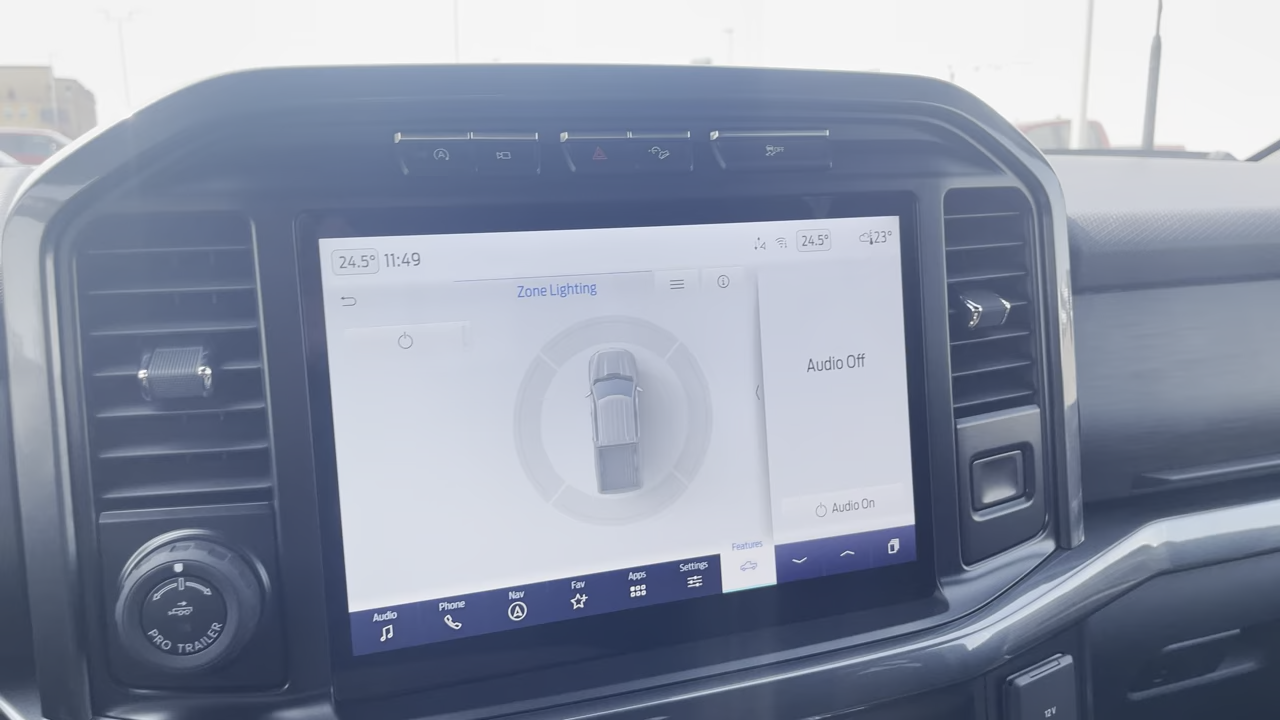 OFF
24.5° 11:49
24.5° 23°
Zone Lighting
Audio Off
Audio On
Audio
Phone
Nav
Fav
Apps
Settings
Features
PRO TRAILER
12V